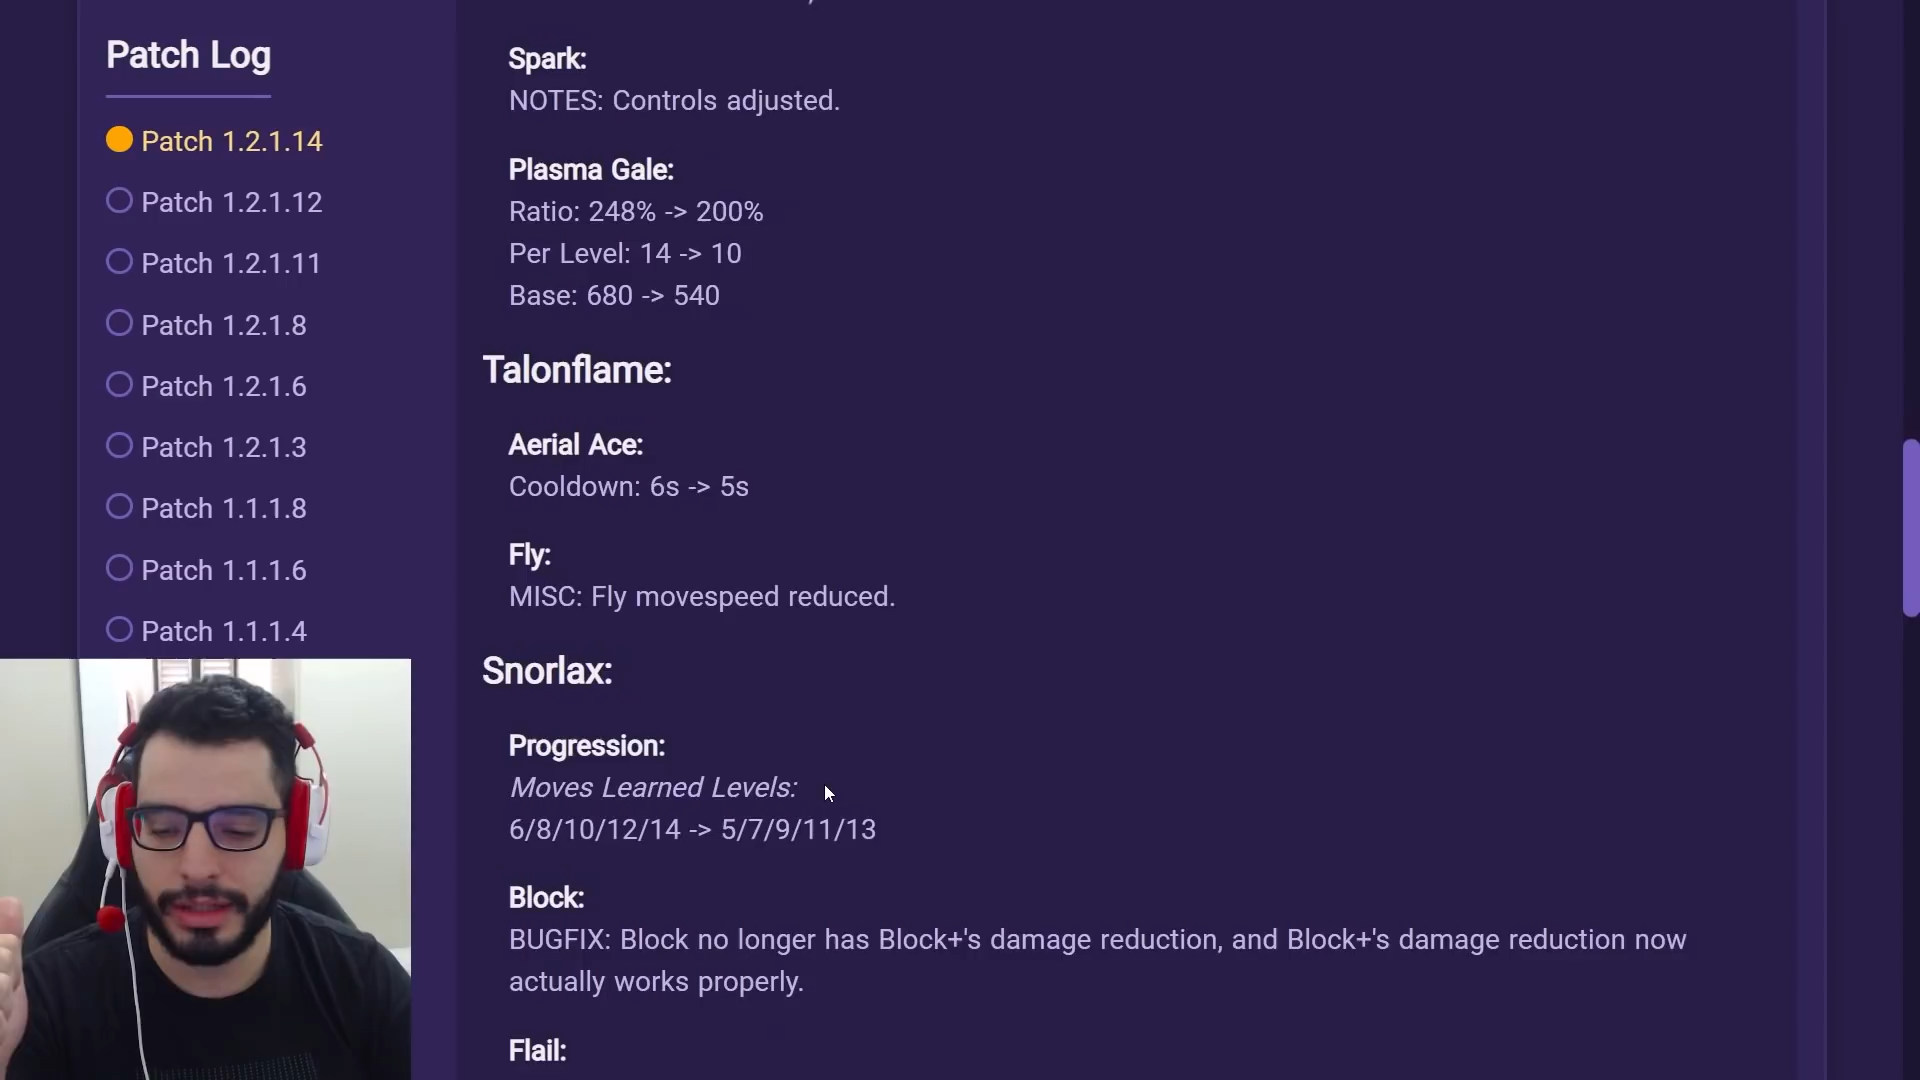 Patch Log
Patch 1.2.1.14
Patch 1.2.1.12
Patch 1.2.1.11
Patch 1.2.1.8
Patch 1.2.1.6
Patch 1.2.1.3
Patch 1.1.1.8
Patch 1.1.1.6
Patch 1.1.1.4
Spark:
NOTES: Controls adjusted.
Plasma Gale:
Ratio: 248% -> 200%
Per Level: 14 -> 10
Base: 680 -> 540
Talonflame:
Aerial Ace:
Cooldown: 6s -> 5s
Fly:
MISC: Fly movespeed reduced.
Snorlax:
Progression:
Moves Learned Levels:
6/8/10/12/14 -> 5/7/9/11/13
Block:
BUGFIX: Block no longer has Block+'s damage reduction, and Block+'s damage reduction now
actually works properly.
Flail: